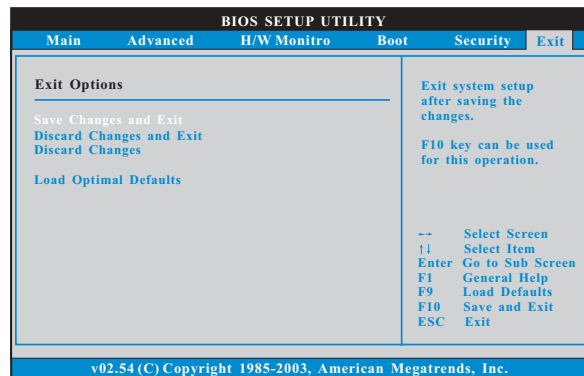 BIOS SETUP UTILITY
Main Advanced H/W Monitro Boot Security Exit
Exit Options
Save Changes and Exit
Discard Changes and Exit
Discard Changes
Load Optimal Defaults
Exit system setup
after saving the
changes.
F10 key can be used
for this operation.
←→ Select Screen
↑↓ Select Item
Enter Go to Sub Screen
F1 General Help
F9 Load Defaults
F10 Save and Exit
ESC Exit
v02.54 (C) Copyright 1985-2003, American Megatrends, Inc.